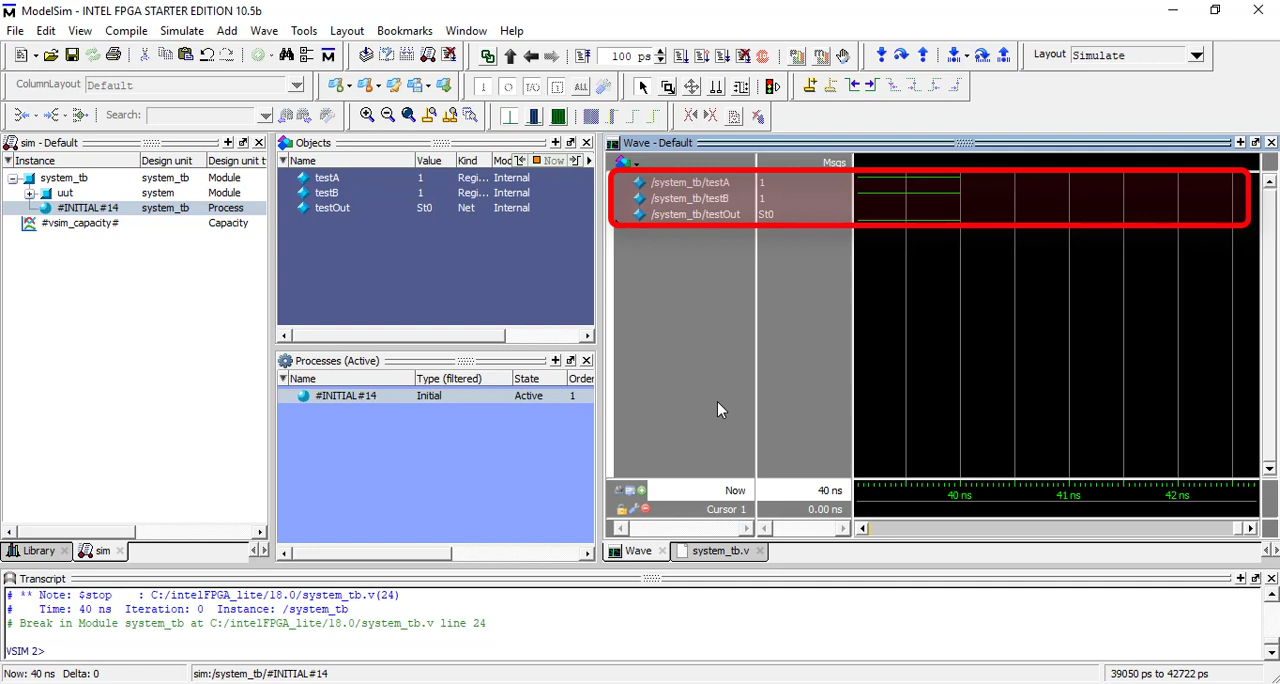 ModelSim - INTEL FPGA STARTER EDITION 10.5b
File Edit View Compile Simulate Add Wave Tools Layout Bookmarks Window Help
100 ps
Layout Simulate
ColumnLayout Default
ALL
Search:
sim - Default
Instance Design unit Design unit t
system_tb system_tb Module
uut system Module
#INITIAL#14 system_tb Process
#vsim_capacity# Capacity
Library sim
Objects
Name Value Kind Mod Now
testA 1 Regi... Internal
testB 1 Regi... Internal
testOut St0 Net Internal
Processes (Active)
Name Type (filtered) State Order
#INITIAL#14 Initial Active 1
Wave - Default
Msgs
/system_tb/testA 1
/system_tb/testB 1
/system_tb/testOut St0
Now 40 ns
Cursor 1 0.00 ns
40 ns 41 ns 42 ns
Wave system_tb.v
Transcript
# ** Note: $stop : C:/intelFPGA_lite/18.0/system_tb.v(24)
# Time: 40 ns Iteration: 0 Instance: /system_tb
# Break in Module system_tb at C:/intelFPGA_lite/18.0/system_tb.v line 24
VSIM 2>
Now: 40 ns Delta: 0 sim:/system_tb/#INITIAL#14 39050 ps to 42722 ps